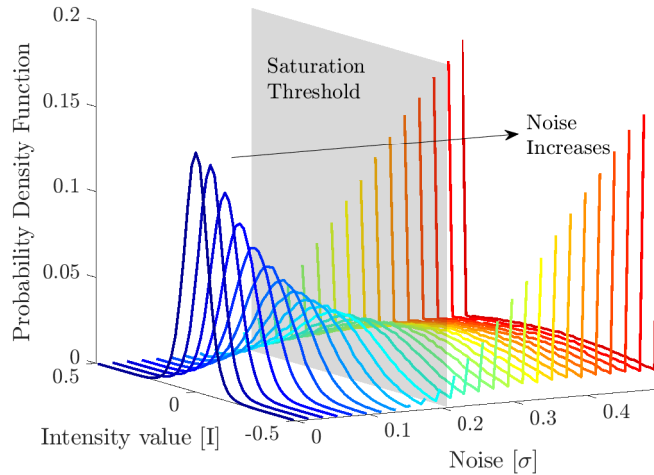 0.2
Saturation
Threshold
0.15
Noise
Increases
0.1
Probability Density Function
0.05
0
0.5
0
-0.5
Intensity value [I]
0
0.1
0.2
0.3
0.4
Noise [σ]